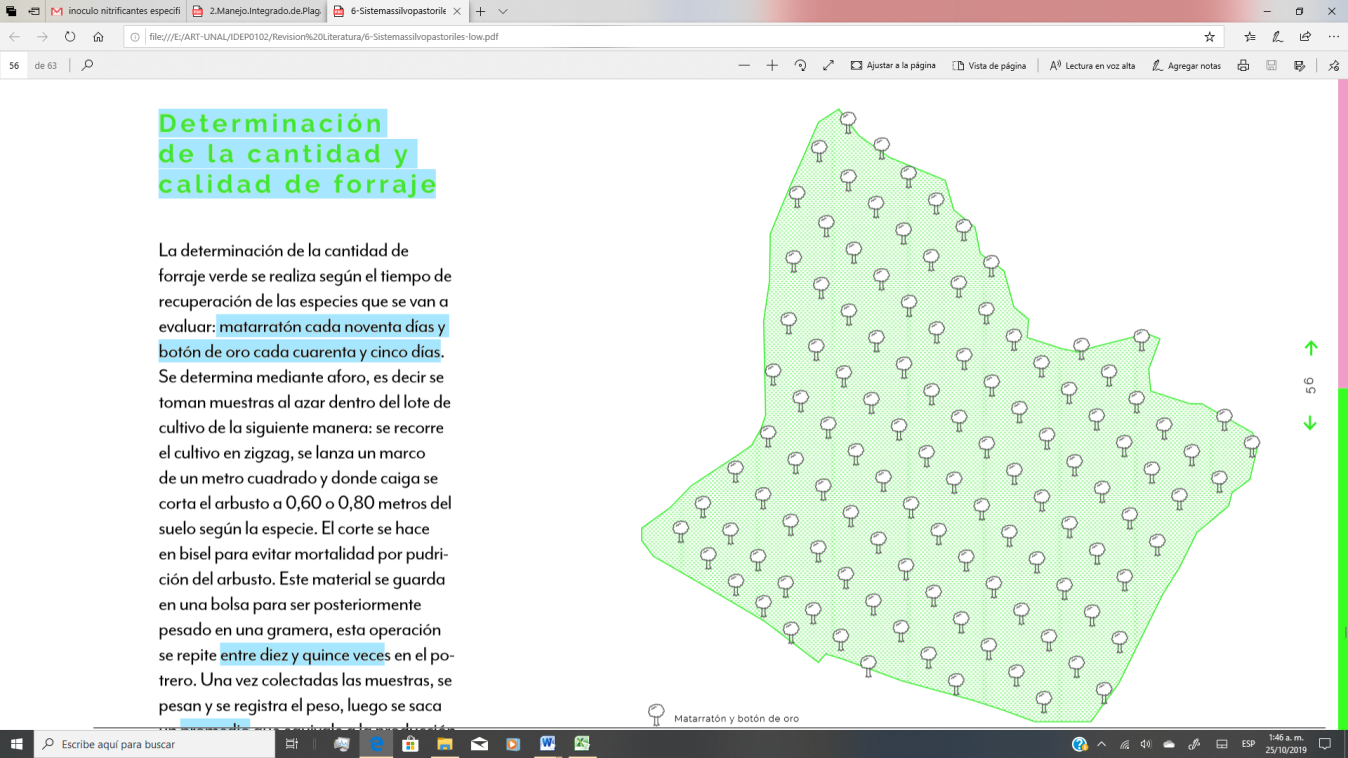 inoculo nitrificantes especifi
2.Manejo.Integrado.de.Plag
6-Sistemassilvopastorile
file:///E:/ART-UNAL/IDEP0102/Revision%20Literatura/6-Sistemassilvopastoriles-low.pdf
56 de 63
Ajustar a la página
Vista de página
Lectura en voz alta
Agregar notas
Determinación
de la cantidad y
calidad de forraje
La determinación de la cantidad de
forraje verde se realiza según el tiempo de
recuperación de las especies que se van a
evaluar: matarratón cada noventa días y
botón de oro cada cuarenta y cinco días.
Se determina mediante aforo, es decir se
toman muestras al azar dentro del lote de
cultivo de la siguiente manera: se recorre
el cultivo en zigzag, se lanza un marco
de un metro cuadrado y donde caiga se
corta el arbusto a 0,60 o 0,80 metros del
suelo según la especie. El corte se hace
en bisel para evitar mortalidad por pudri-
ción del arbusto. Este material se guarda
en una bolsa para ser posteriormente
pesado en una gramera, esta operación
se repite entre diez y quince veces en el po-
trero. Una vez colectadas las muestras, se
pesan y se registra el peso, luego se saca
56
Matarratón y botón de oro
Escribe aquí para buscar
ESP
1:46 a. m.
25/10/2019